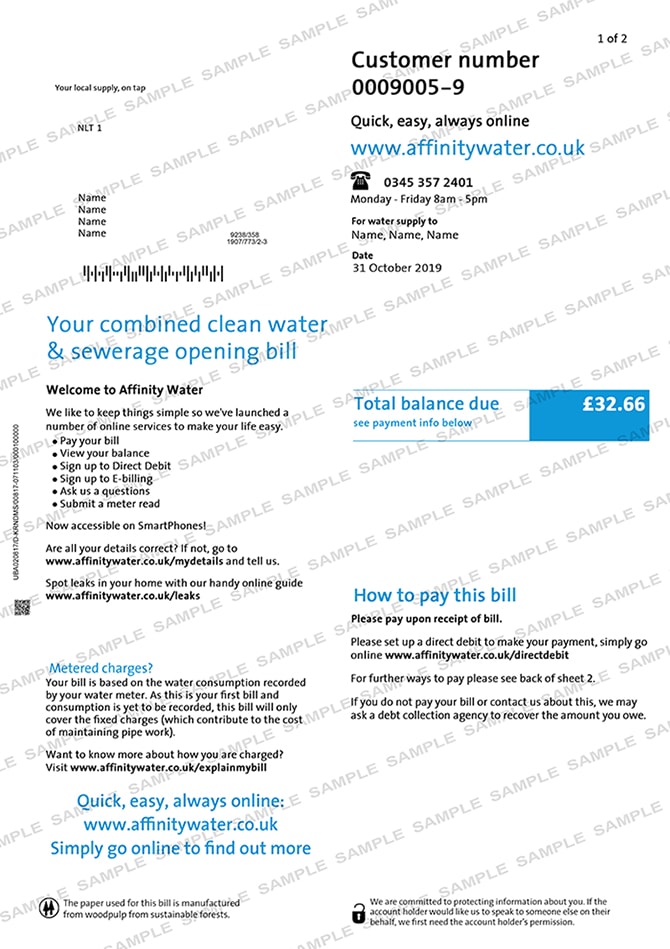 1 of 2
Customer number
0009005–9
Your local supply, on tap
Quick, easy, always online
www.affinitywater.co.uk
NLT 1
0345 357 2401
Monday - Friday 8am - 5pm
Name
Name
Name
Name
9238/358
1907/773/2-3
For water supply to
Name, Name, Name
Date
31 October 2019
Your combined clean water
& sewerage opening bill
Welcome to Affinity Water
We like to keep things simple so we've launched a
number of online services to make your life easy.
• Pay your bill
• View your balance
• Sign up to Direct Debit
• Sign up to E-billing
• Ask us a questions
• Submit a meter read
Now accessible on SmartPhones!
Are all your details correct? If not, go to
www.affinitywater.co.uk/mydetails and tell us.
Spot leaks in your home with our handy online guide
www.affinitywater.co.uk/leaks
Total balance due £32.66
see payment info below
How to pay this bill
Please pay upon receipt of bill.
Please set up a direct debit to make your payment, simply go
online www.affinitywater.co.uk/directdebit
For further ways to pay please see back of sheet 2.
If you do not pay your bill or contact us about this, we may
ask a debt collection agency to recover the amount you owe.
Metered charges?
Your bill is based on the water consumption recorded
by your water meter. As this is your first bill and
consumption is yet to be recorded, this bill will only
cover the fixed charges (which contribute to the cost
of maintaining pipe work).
Want to know more about how you are charged?
Visit www.affinitywater.co.uk/explainmybill
Quick, easy, always online:
www.affinitywater.co.uk
Simply go online to find out more
The paper used for this bill is manufactured
from woodpulp from sustainable forests.
We are committed to protecting information about you. If the
account holder would like us to speak to someone else on their
behalf, we first need the account holder's permission.
SAMPLE SAMPLE SAMPLE SAMPLE SAMPLE SAMPLE